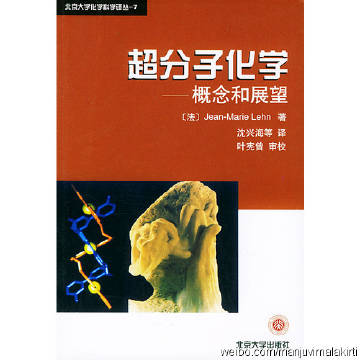 北京大学化学科学译丛-7
超分子化学
——概念和展望
〔法〕Jean-Marie Lehn 著
沈兴海等 译
叶宪曾 审校
北京大学出版社
weibo.com/manjuvimalakirti